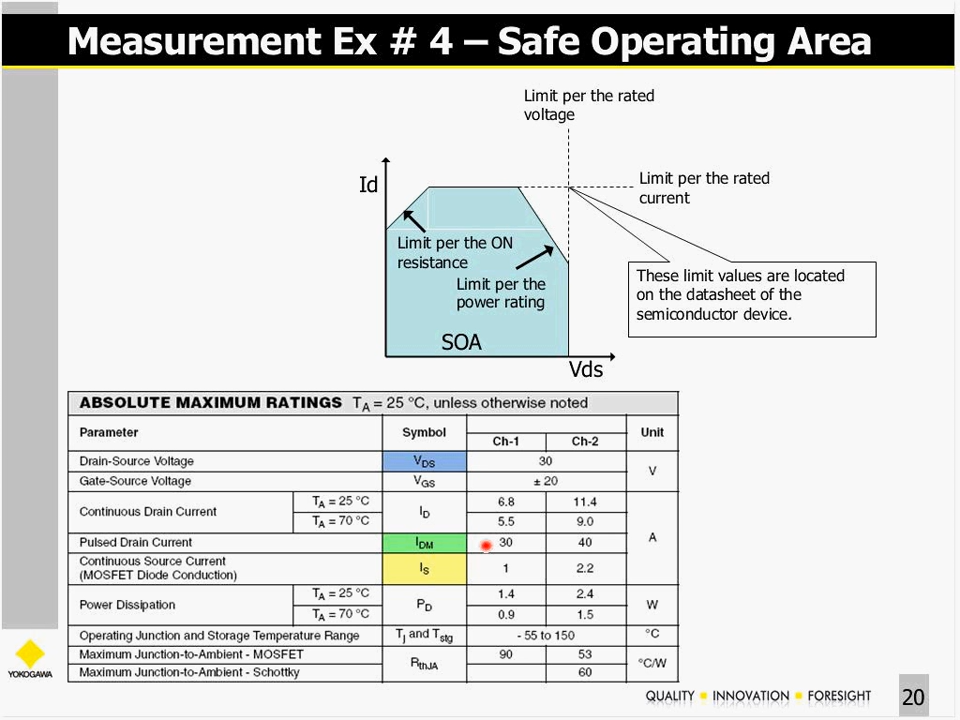 Measurement Ex # 4 – Safe Operating Area
Limit per the rated
voltage
Id
Limit per the rated
current
Limit per the ON
resistance
Limit per the
power rating
These limit values are located
on the datasheet of the
semiconductor device.
SOA
Vds
ABSOLUTE MAXIMUM RATINGS TA = 25 °C, unless otherwise noted
Parameter Symbol Ch-1 Ch-2 Unit
Drain-Source Voltage VDS 30 V
Gate-Source Voltage VGS ± 20
Continuous Drain Current TA = 25 °C ID 6.8 11.4 A
TA = 70 °C 5.5 9.0
Pulsed Drain Current IDM 30 40
Continuous Source Current
(MOSFET Diode Conduction) IS 1 2.2
Power Dissipation TA = 25 °C PD 1.4 2.4 W
TA = 70 °C 0.9 1.5
Operating Junction and Storage Temperature Range Tj and Tstg - 55 to 150 °C
Maximum Junction-to-Ambient - MOSFET RthJA 90 53 °C/W
Maximum Junction-to-Ambient - Schottky 60
YOKOGAWA
QUALITY INNOVATION FORESIGHT
20